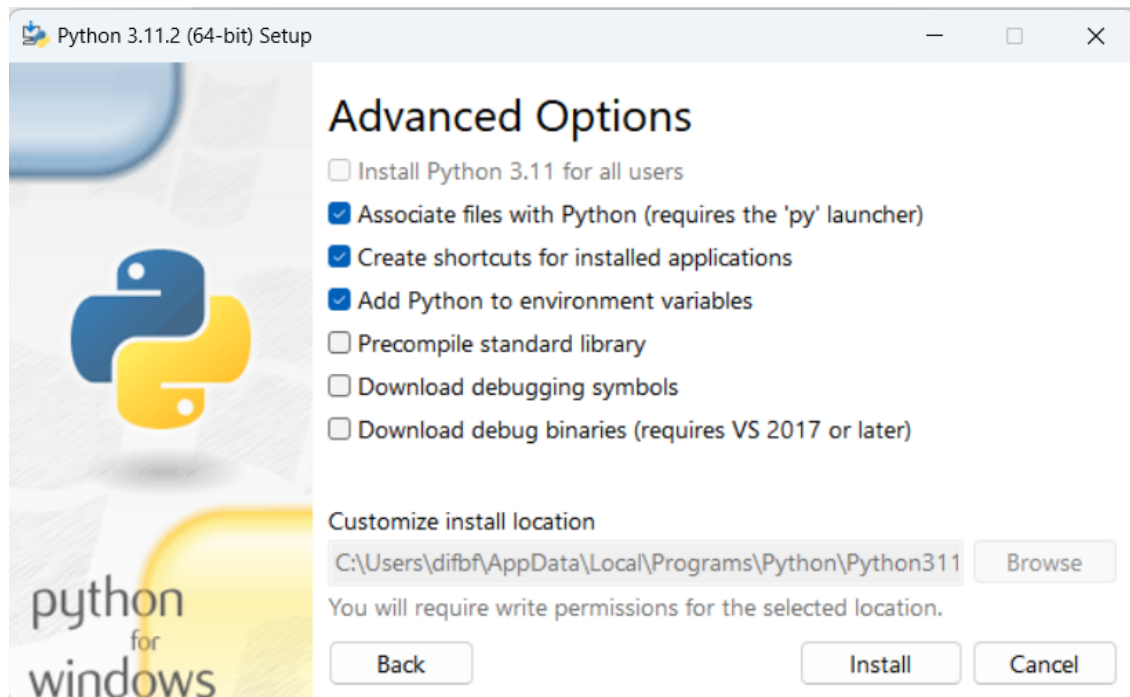 Python 3.11.2 (64-bit) Setup
Advanced Options
Install Python 3.11 for all users
Associate files with Python (requires the 'py' launcher)
Create shortcuts for installed applications
Add Python to environment variables
Precompile standard library
Download debugging symbols
Download debug binaries (requires VS 2017 or later)
Customize install location
C:\Users\difbf\AppData\Local\Programs\Python\Python311
Browse
You will require write permissions for the selected location.
python
for
windows
Back
Install
Cancel